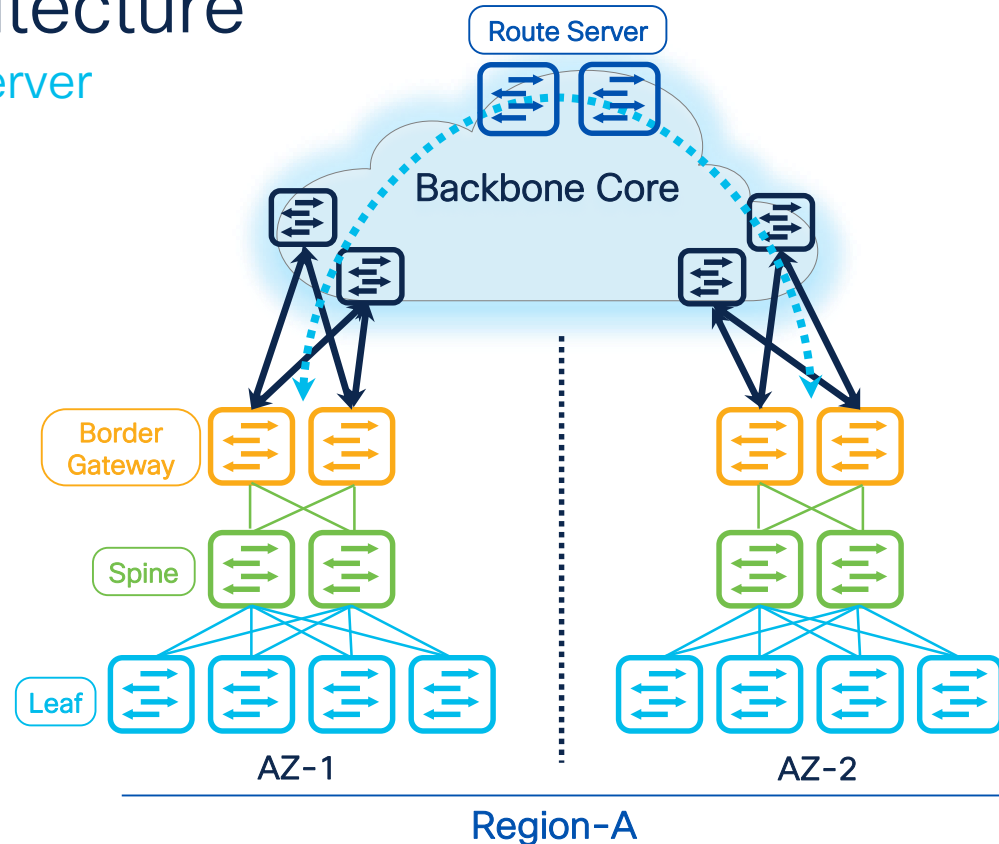 itecture
erver
Route Server
Backbone Core
Border
Gateway
Spine
Leaf
AZ-1
AZ-2
Region-A